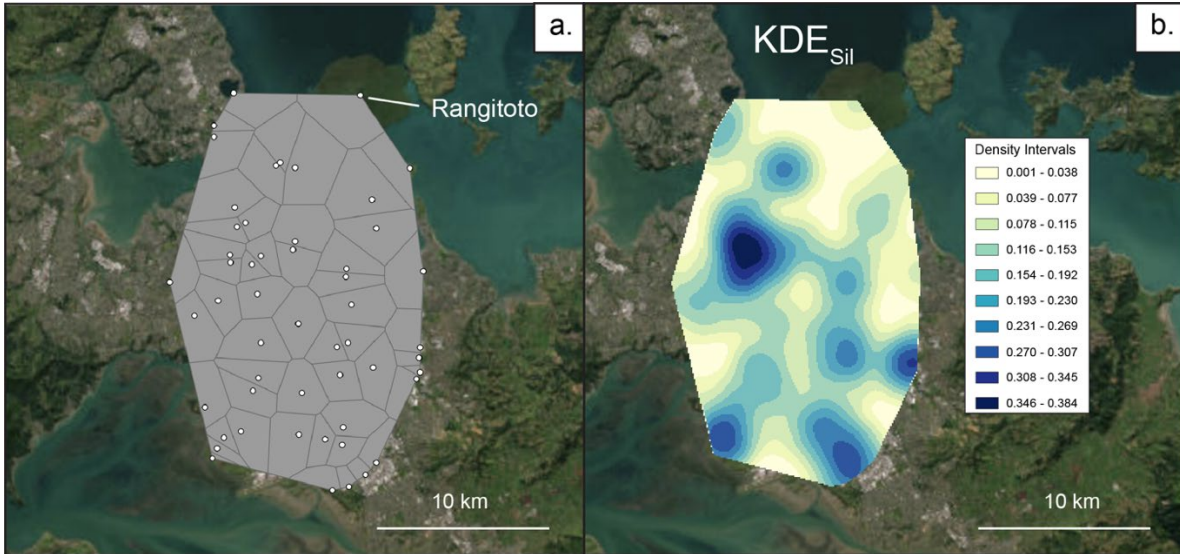 a.
Rangitoto
10 km
b.
KDE_Sil
Density Intervals
0.001 - 0.038
0.039 - 0.077
0.078 - 0.115
0.116 - 0.153
0.154 - 0.192
0.193 - 0.230
0.231 - 0.269
0.270 - 0.307
0.308 - 0.345
0.346 - 0.384
10 km